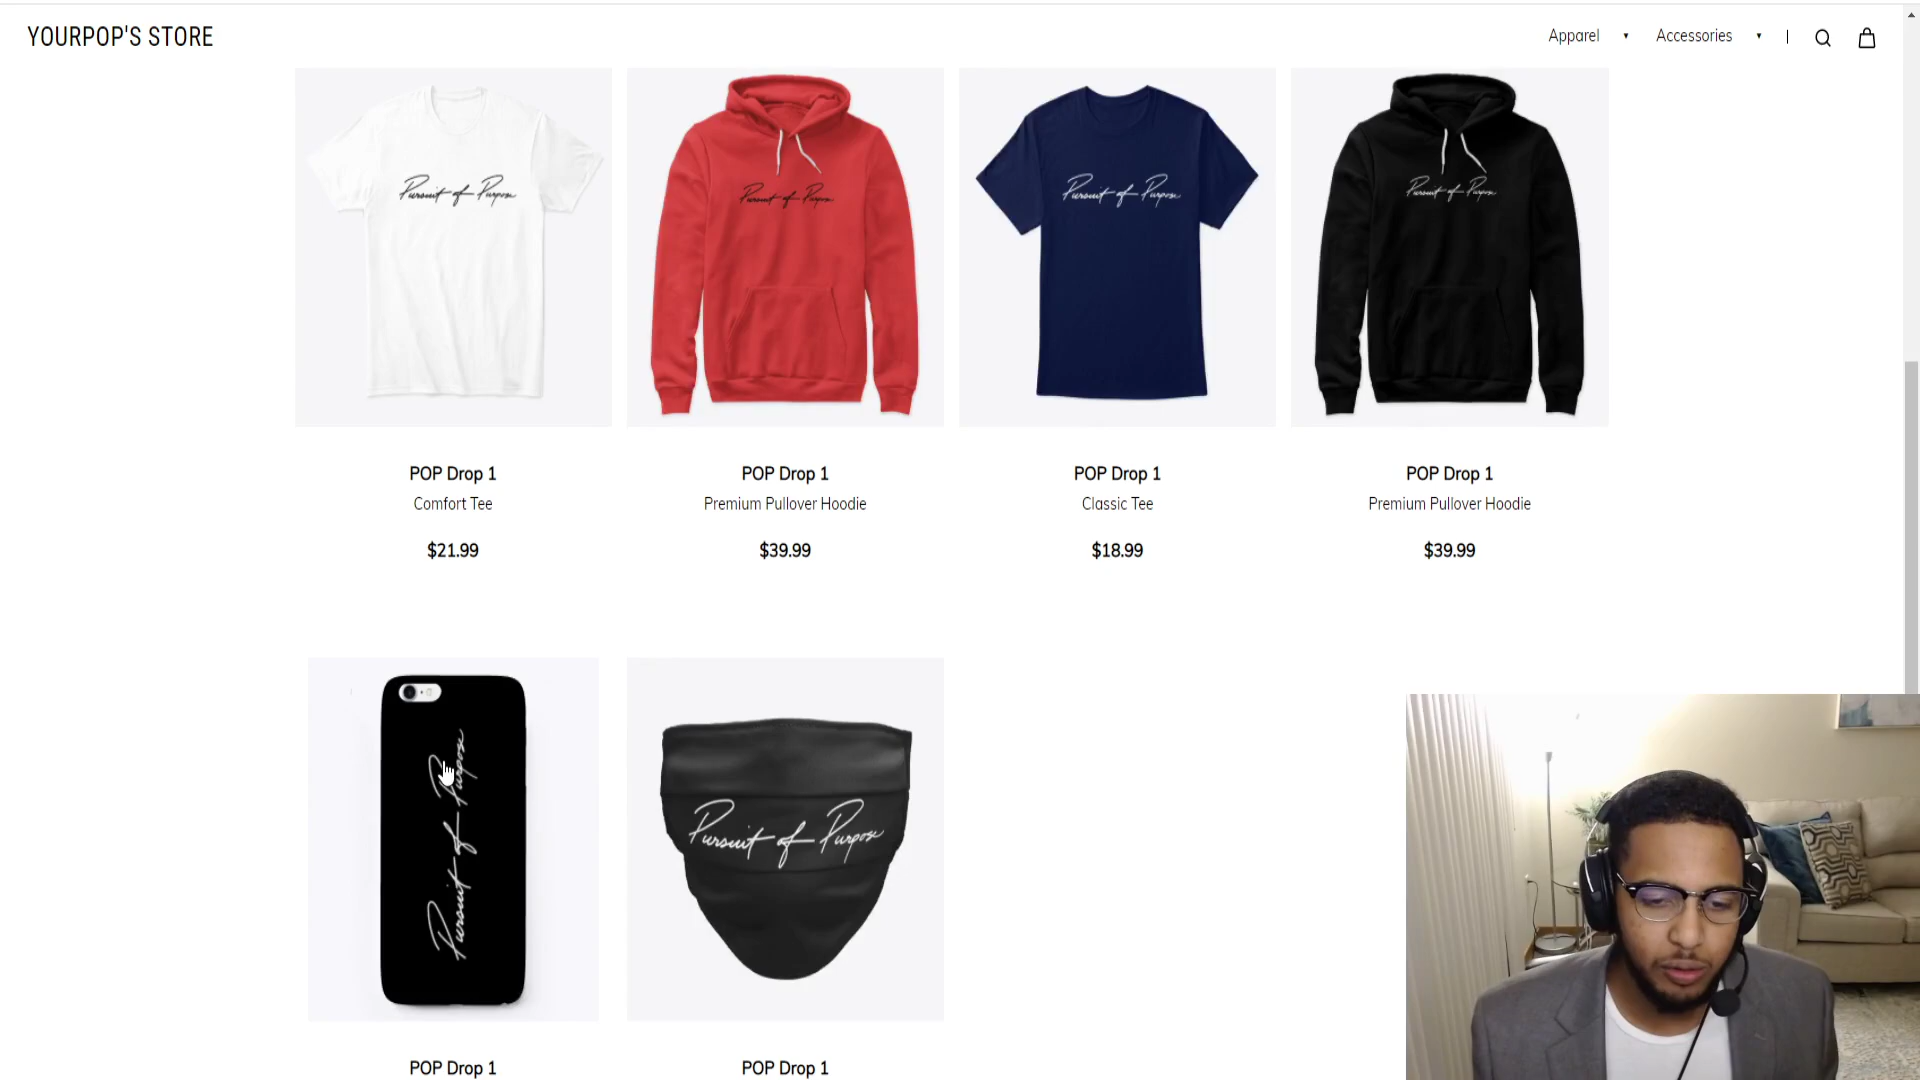 YOURPOP'S STORE
Apparel ▾ Accessories ▾ |
Pursuit of Purpose
Pursuit of Purpose
Pursuit of Purpose
Pursuit of Purpose
POP Drop 1
Comfort Tee
$21.99
POP Drop 1
Premium Pullover Hoodie
$39.99
POP Drop 1
Classic Tee
$18.99
POP Drop 1
Premium Pullover Hoodie
$39.99
Pursuit of Purpose
Pursuit of Purpose
POP Drop 1
POP Drop 1